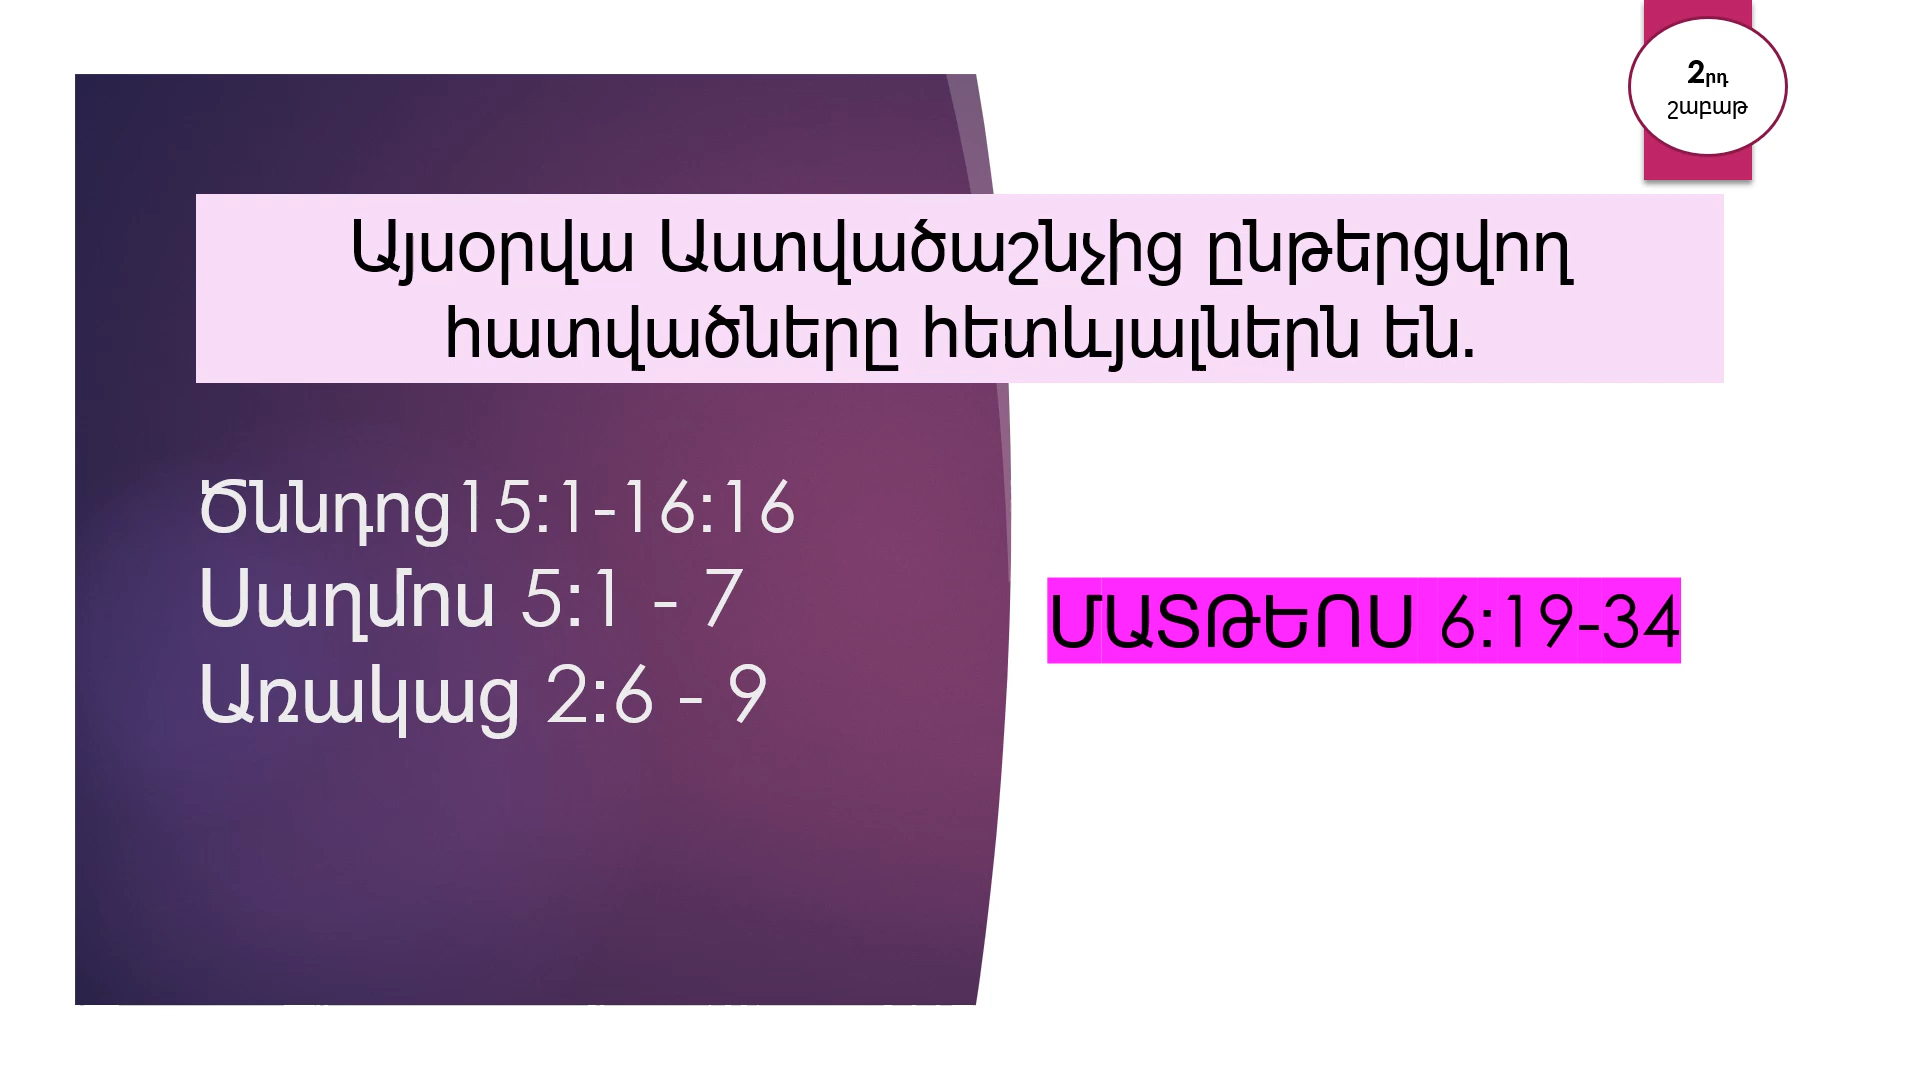 2րդ
շաբաթ
Այսօրվա Աստվածաշնչից ընթերցվող
հատվածները հետևյալներն են.
Ծննդոց15:1-16:16
Սաղմոս 5:1 - 7
Առակաց 2:6 - 9
ՄԱՏԹԵՈՍ 6:19-34